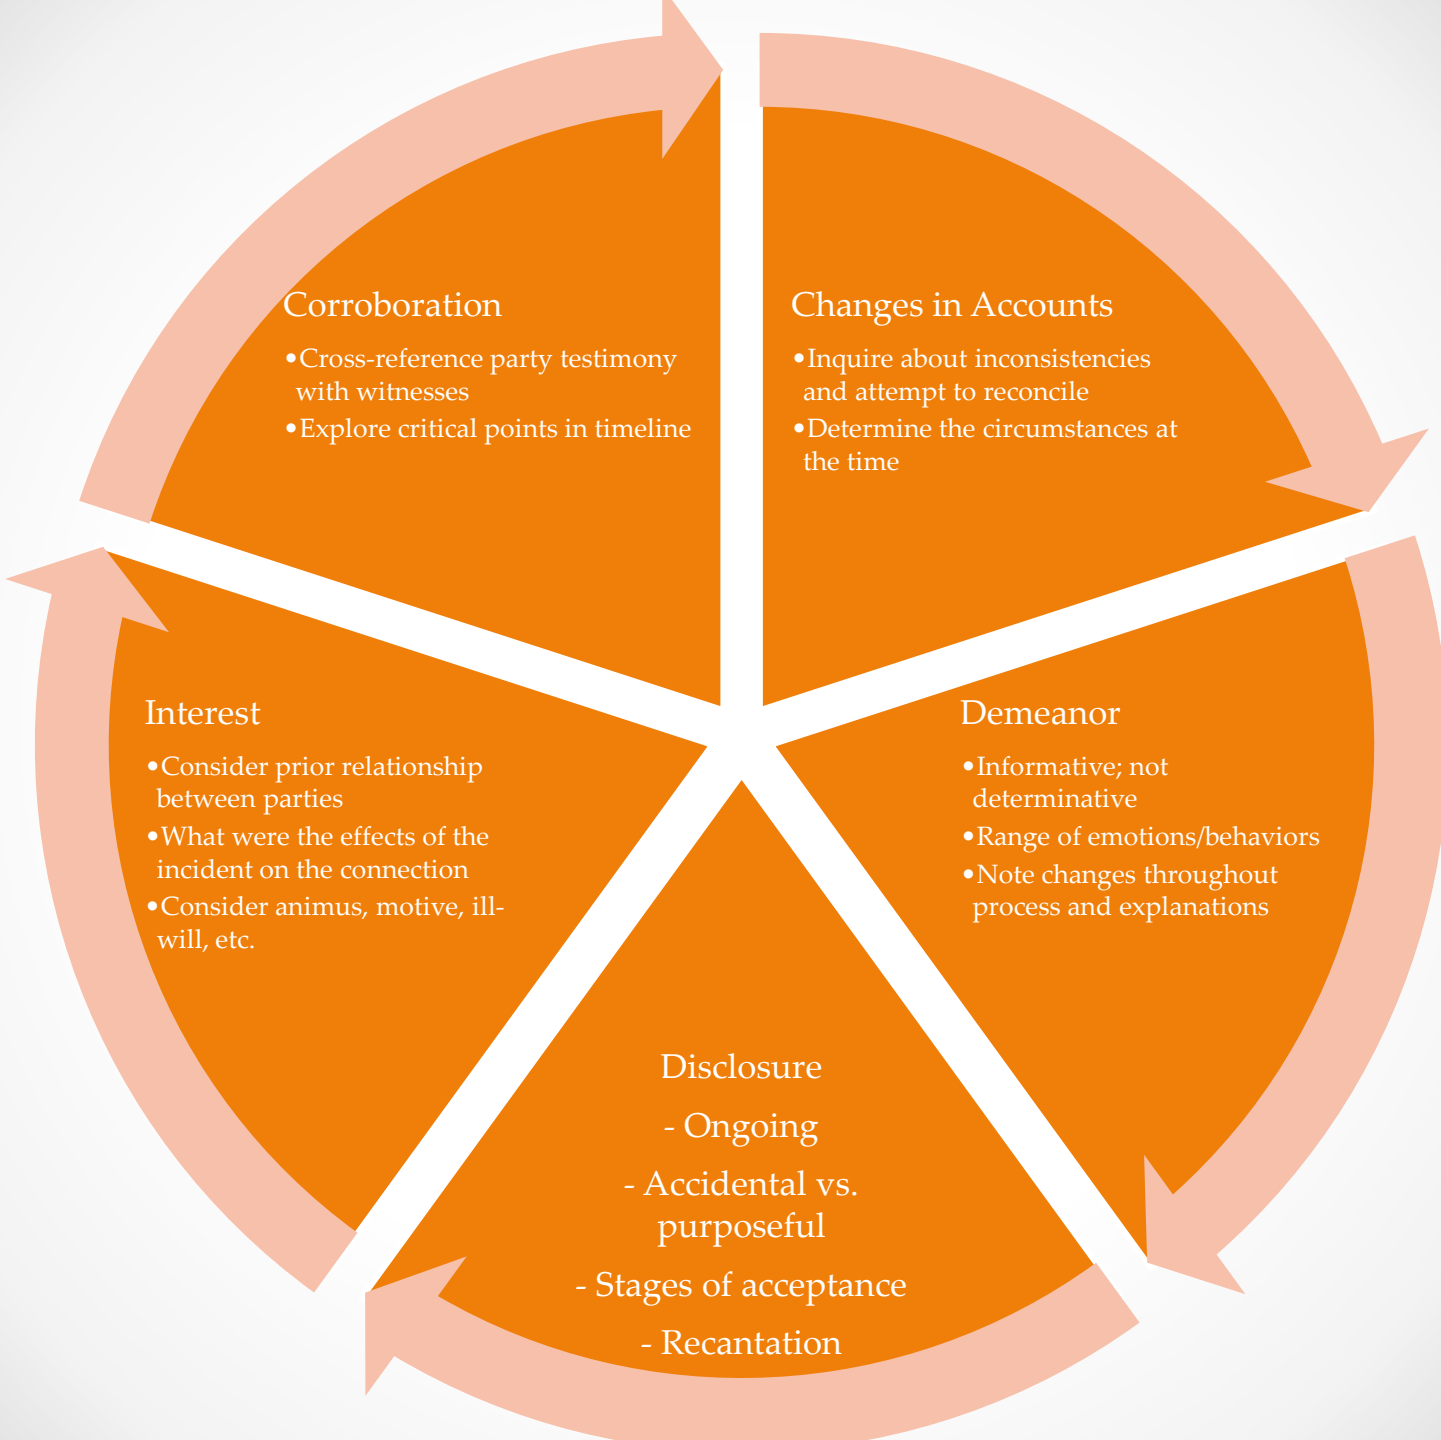 Corroboration
•Cross-reference party testimony
with witnesses
•Explore critical points in timeline
Changes in Accounts
•Inquire about inconsistencies
and attempt to reconcile
•Determine the circumstances at
the time
Interest
•Consider prior relationship
between parties
•What were the effects of the
incident on the connection
•Consider animus, motive, ill-
will, etc.
Demeanor
•Informative; not
determinative
•Range of emotions/behaviors
•Note changes throughout
process and explanations
Disclosure
- Ongoing
- Accidental vs.
purposeful
- Stages of acceptance
- Recantation